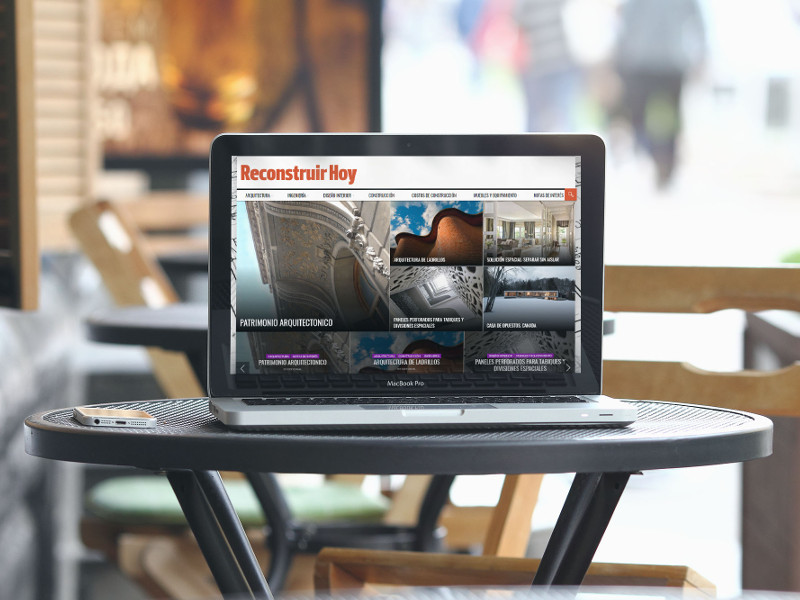 Reconstruir Hoy
ARQUITECTURA INGENIERÍA DISEÑO INTERIOR CONSTRUCCIÓN COSTOS DE CONSTRUCCIÓN MUEBLES Y EQUIPAMIENTO NOTAS DE INTERÉS
ARQUITECTURA DE LADRILLOS
SOLUCIÓN ESPACIAL SEPARAR SIN AISLAR
PATRIMONIO ARQUITECTONICO
PANELES PERFORADOS PARA TABIQUES Y
DIVISIONES ESPACIALES
CASA DE OPUESTOS, CANADA
PATRIMONIO ARQUITECTONICO
ARQUITECTURA DE LADRILLOS
PANELES PERFORADOS PARA TABIQUES Y
DIVISIONES ESPACIALES
MacBook Pro